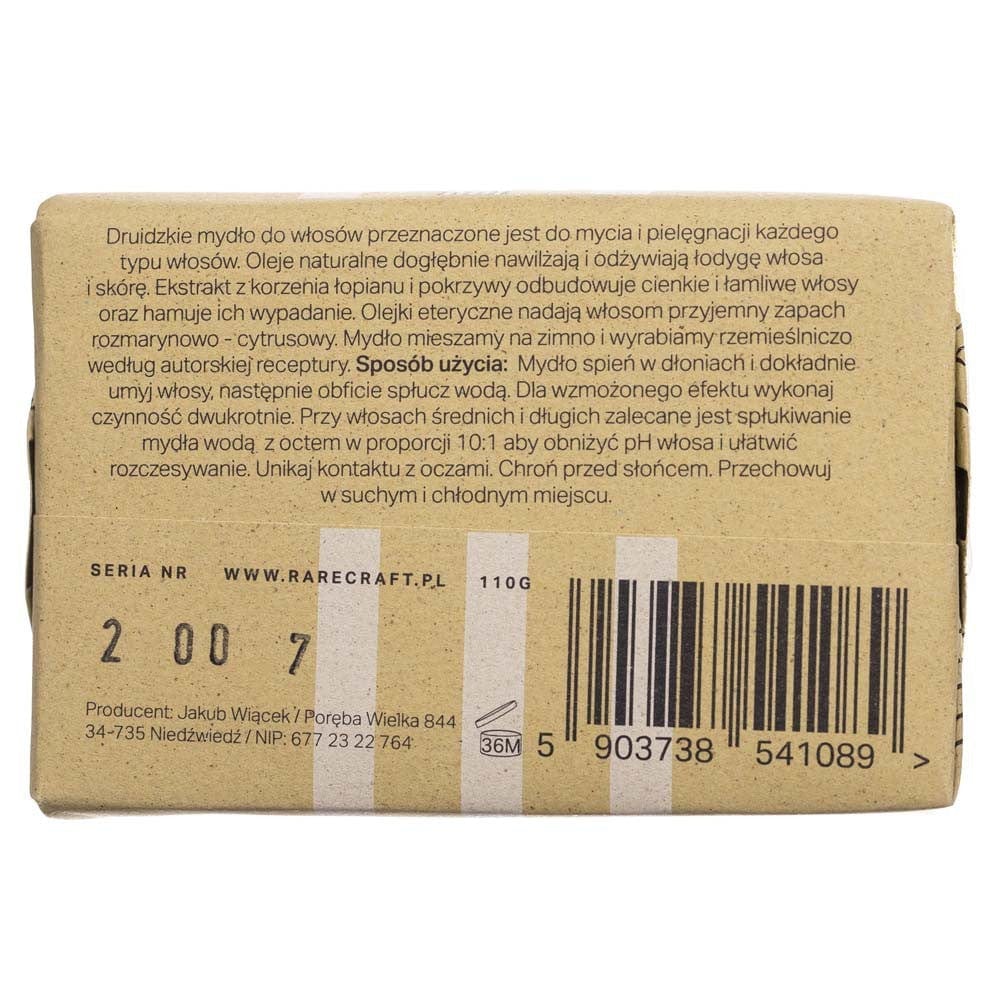 Druidzkie mydło do włosów przeznaczone jest do mycia i pielęgnacji każdego
typu włosów. Oleje naturalne dogłębnie nawilżają i odżywiają łodygę włosa
i skórę. Ekstrakt z korzenia łopianu i pokrzywy odbudowuje cienkie i łamliwe włosy
oraz hamuje ich wypadanie. Olejki eteryczne nadają włosom przyjemny zapach
rozmarynowo - cytrusowy. Mydło mieszamy na zimno i wyrabiamy rzemieślniczo
według autorskiej receptury. Sposób użycia: Mydło spień w dłoniach i dokładnie
umyj włosy, następnie obficie spłucz wodą. Dla wzmożonego efektu wykonaj
czynność dwukrotnie. Przy włosach średnich i długich zalecane jest spłukiwanie
mydła wodą z octem w proporcji 10:1 aby obniżyć pH włosa i ułatwić
rozczesywanie. Unikaj kontaktu z oczami. Chroń przed słońcem. Przechowuj
w suchym i chłodnym miejscu.
SERIA NR WWW.RARECRAFT.PL 110G
2 00 7
Producent: Jakub Wiącek / Poręba Wielka 844
34-735 Niedźwiedź / NIP: 677 23 22 764
36M
5 903738 541089 >